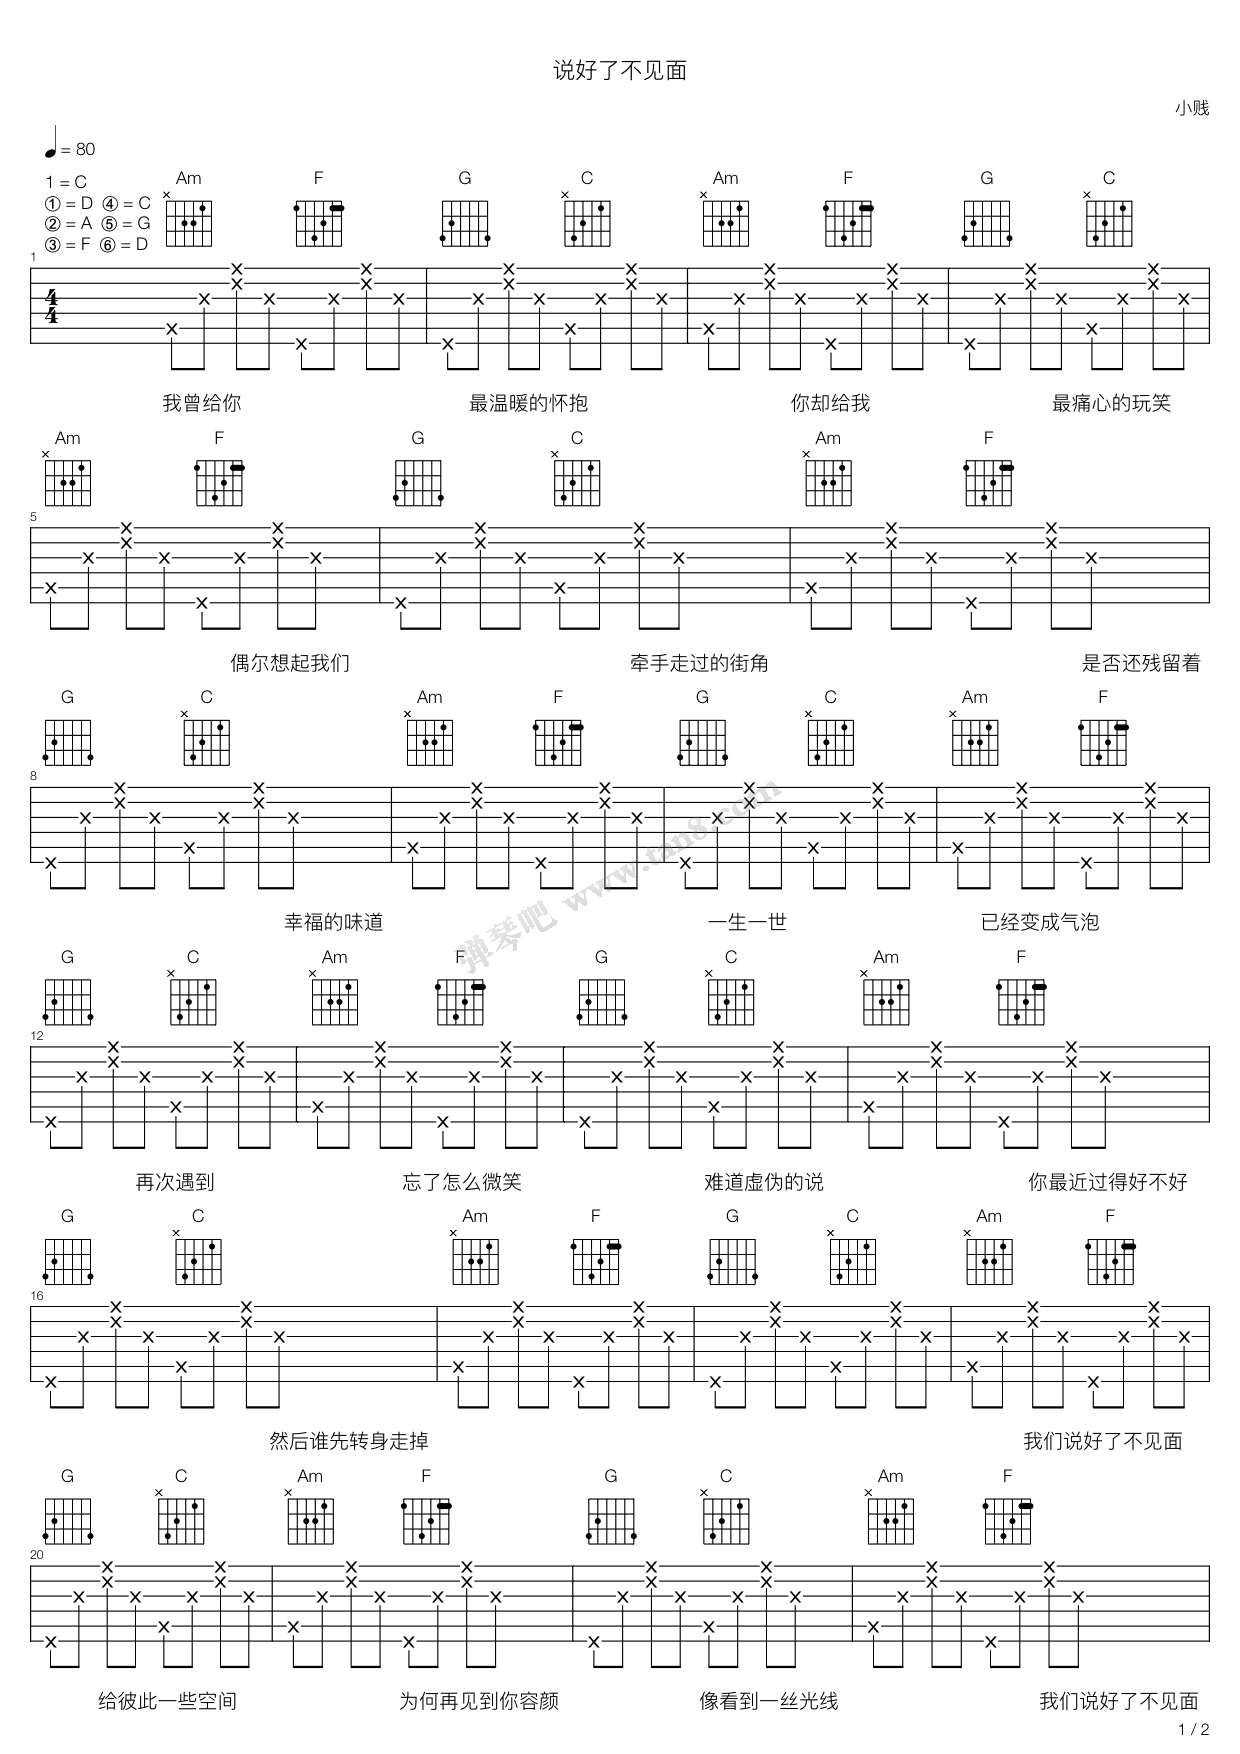 说好了不见面
小贱
= 80
1 = C
① = D ④ = C
② = A ⑤ = G
③ = F ⑥ = D
Am F G C Am F G C
1
4
4
我曾给你 最温暖的怀抱 你却给我 最痛心的玩笑
Am F G C Am F
5
偶尔想起我们 牵手走过的街角 是否还残留着
G C Am F G C Am F
8
幸福的味道 一生一世 已经变成气泡
弹琴吧 www.tan8.com
G C Am F G C Am F
12
再次遇到 忘了怎么微笑 难道虚伪的说 你最近过得好不好
G C Am F G C Am F
16
然后谁先转身走掉 我们说好了不见面
G C Am F G C Am F
20
给彼此一些空间 为何再见到你容颜 像看到一丝光线 我们说好了不见面
1 / 2